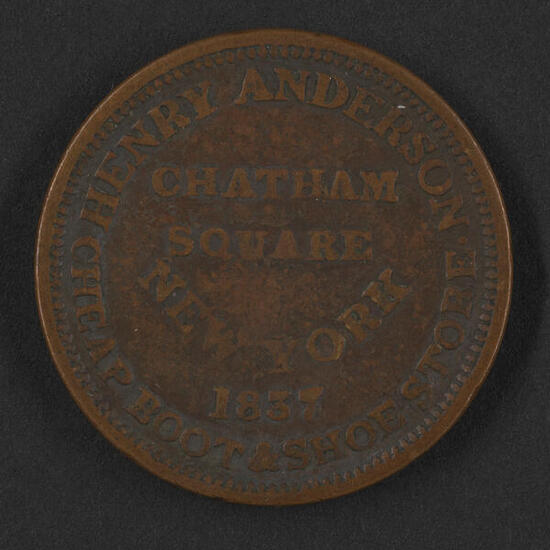 HENRY ANDERSON.
CHEAP BOOT & SHOE STORE.
CHATHAM
SQUARE
NEW-YORK
1837